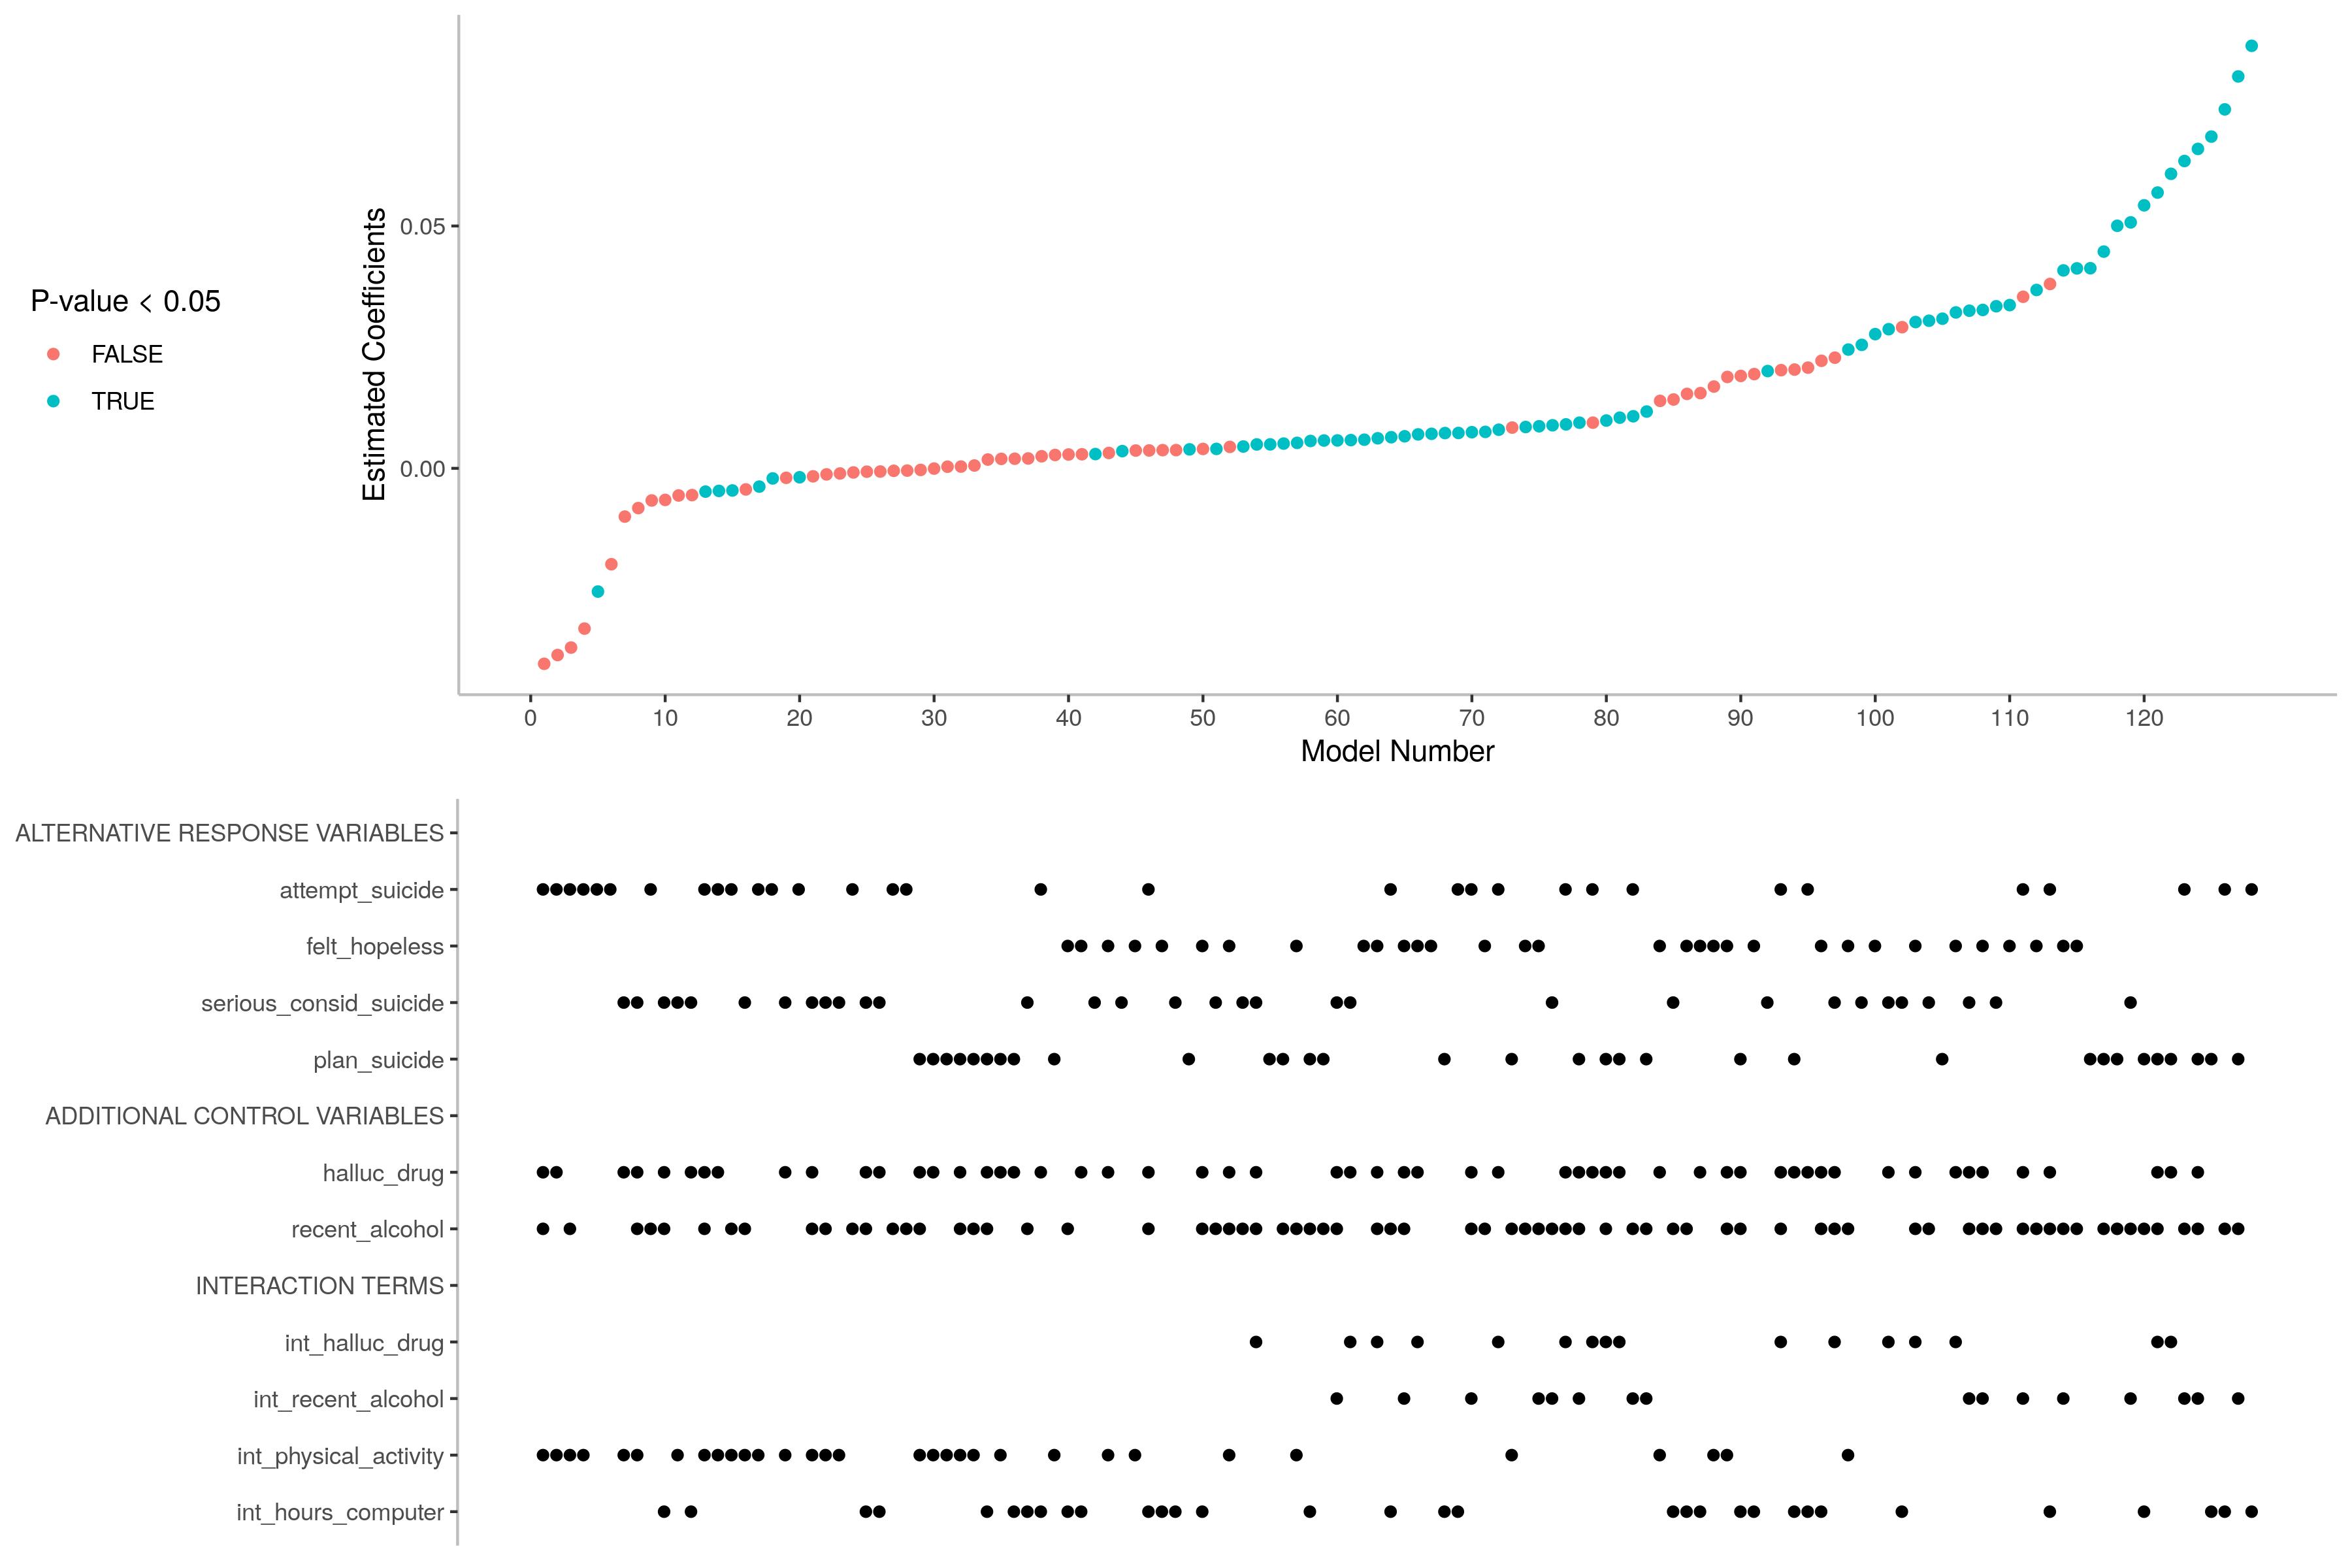 P-value < 0.05
FALSE
TRUE
Estimated Coefficients
0.05
0.00
0 10 20 30 40 50 60 70 80 90 100 110 120
Model Number
ALTERNATIVE RESPONSE VARIABLES
attempt_suicide
felt_hopeless
serious_consid_suicide
plan_suicide
ADDITIONAL CONTROL VARIABLES
halluc_drug
recent_alcohol
INTERACTION TERMS
int_halluc_drug
int_recent_alcohol
int_physical_activity
int_hours_computer